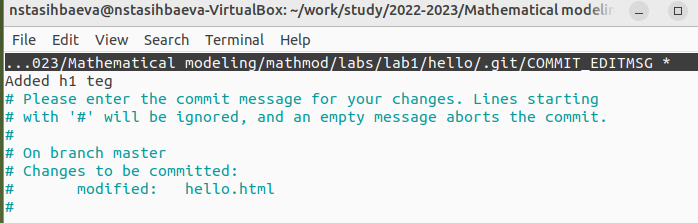 nstasihbaeva@nstasihbaeva-VirtualBox: ~/work/study/2022-2023/Mathematical modelin
File Edit View Search Terminal Help
...023/Mathematical modeling/mathmod/labs/lab1/hello/.git/COMMIT_EDITMSG *
Added h1 teg
# Please enter the commit message for your changes. Lines starting
# with '#' will be ignored, and an empty message aborts the commit.
#
# On branch master
# Changes to be committed:
#       modified:   hello.html
#